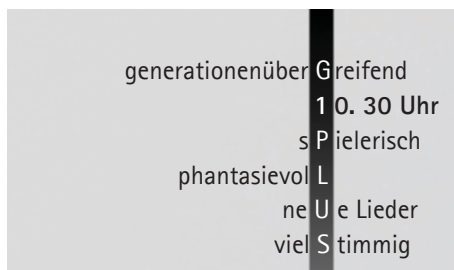 generationenüberGreifend
10. 30 Uhr
sPielerisch
phantasievolL
neUe Lieder
vielStimmig